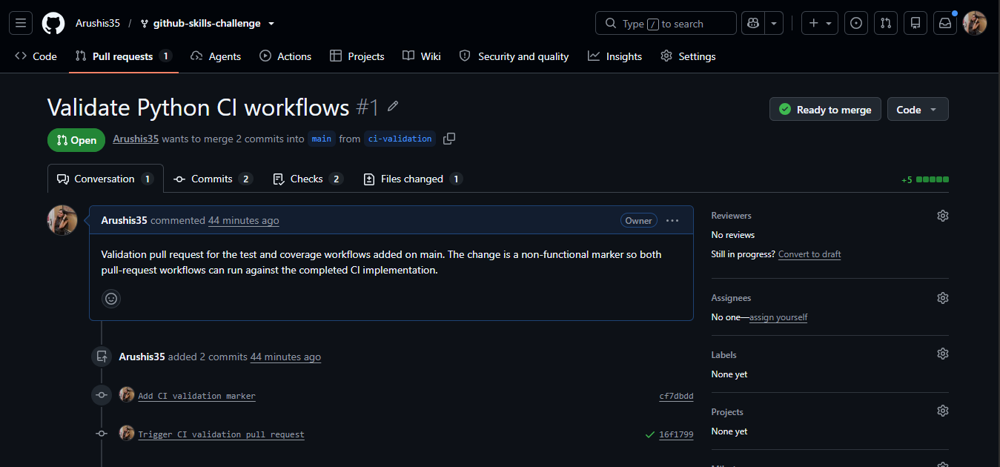 Arushis35 / github-skills-challenge
Type / to search
Code Pull requests 1 Agents Actions Projects Wiki Security and quality Insights Settings
Validate Python CI workflows #1
Ready to merge Code
Open Arushis35 wants to merge 2 commits into main from ci-validation
Conversation 1 Commits 2 Checks 2 Files changed 1
+5
Arushis35 commented 44 minutes ago Owner
Validation pull request for the test and coverage workflows added on main. The change is a non-functional marker so both
pull-request workflows can run against the completed CI implementation.
Arushis35 added 2 commits 44 minutes ago
Add CI validation marker cf7dbdd
Trigger CI validation pull request 16f1799
Reviewers
No reviews
Still in progress? Convert to draft
Assignees
No one—assign yourself
Labels
None yet
Projects
None yet